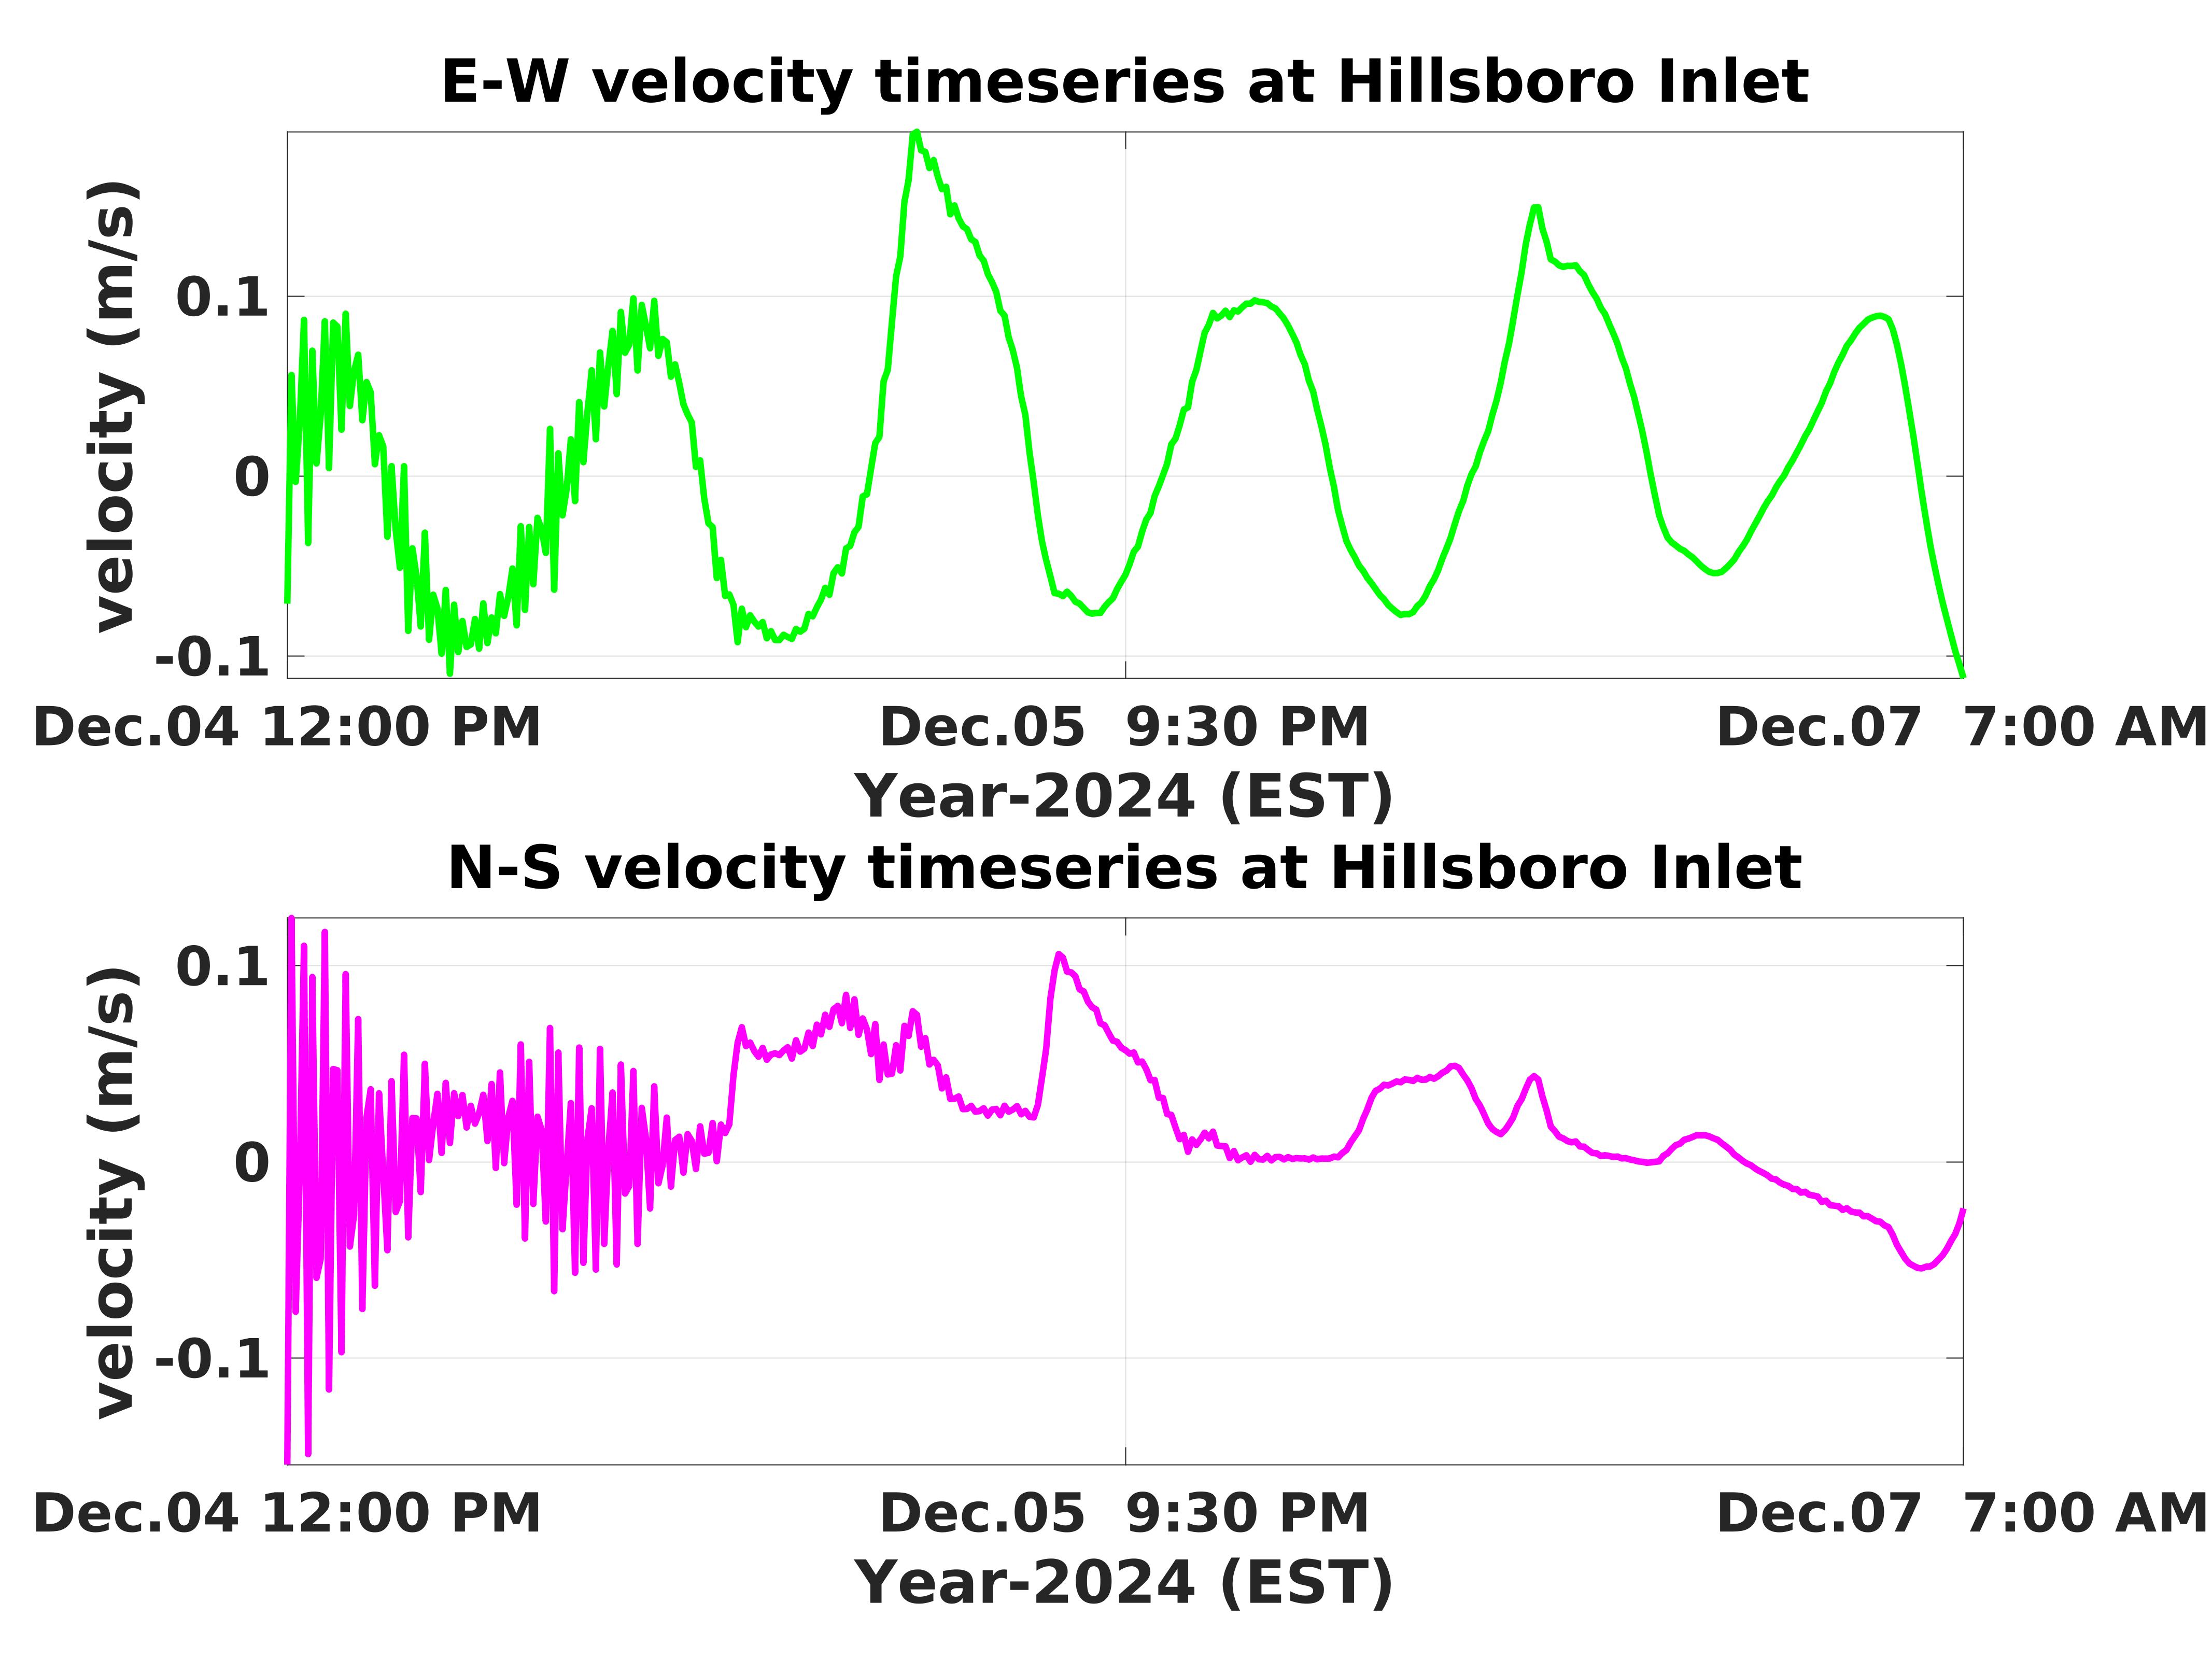 E-W velocity timeseries at Hillsboro Inlet
velocity (m/s)
0.1
0
-0.1
Dec.04 12:00 PM Dec.05 9:30 PM Dec.07 7:00 AM
Year-2024 (EST)
N-S velocity timeseries at Hillsboro Inlet
velocity (m/s)
0.1
0
-0.1
Dec.04 12:00 PM Dec.05 9:30 PM Dec.07 7:00 AM
Year-2024 (EST)